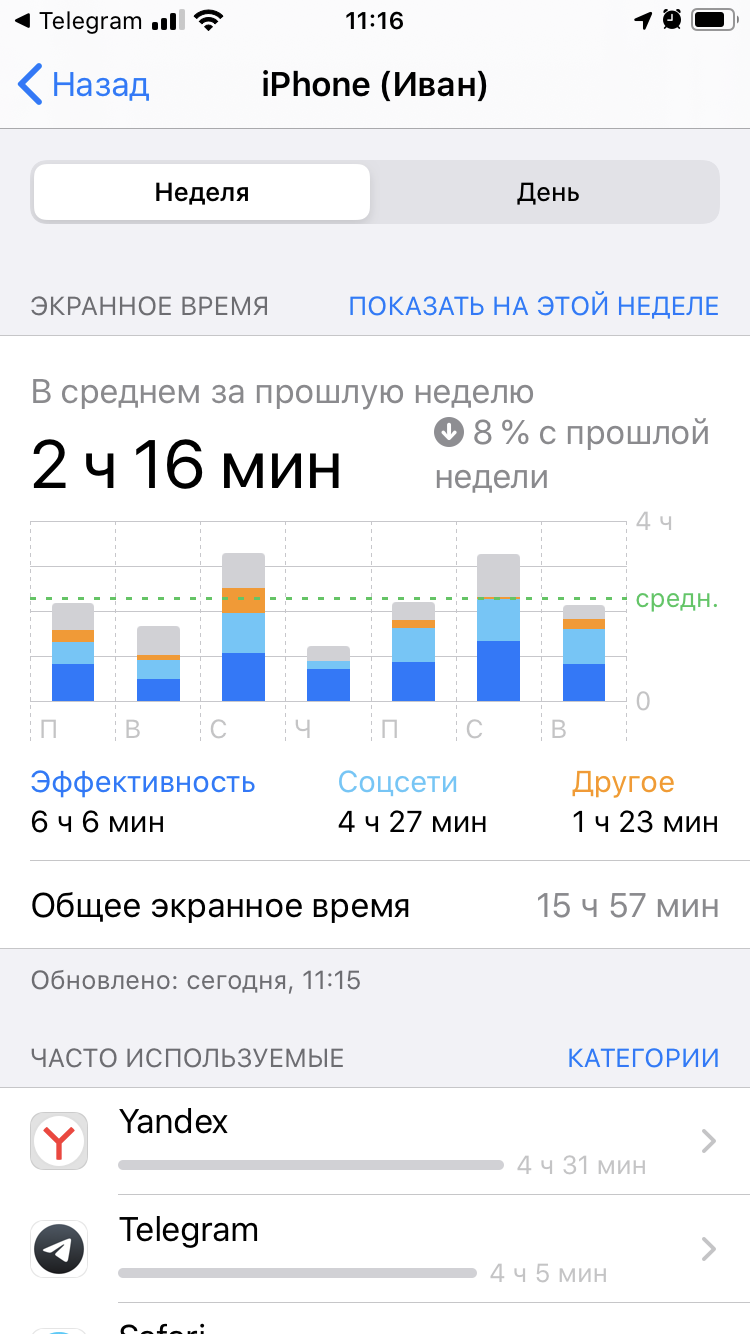 Telegram 11:16
Назад iPhone (Иван)
Неделя День
ЭКРАННОЕ ВРЕМЯ ПОКАЗАТЬ НА ЭТОЙ НЕДЕЛЕ
В среднем за прошлую неделю
2 ч 16 мин 8 % с прошлой
недели
4 ч
средн.
0
П В С Ч П С В
Эффективность Соцсети Другое
6 ч 6 мин 4 ч 27 мин 1 ч 23 мин
Общее экранное время 15 ч 57 мин
Обновлено: сегодня, 11:15
ЧАСТО ИСПОЛЬЗУЕМЫЕ КАТЕГОРИИ
Yandex
4 ч 31 мин
Telegram
4 ч 5 мин
Safari